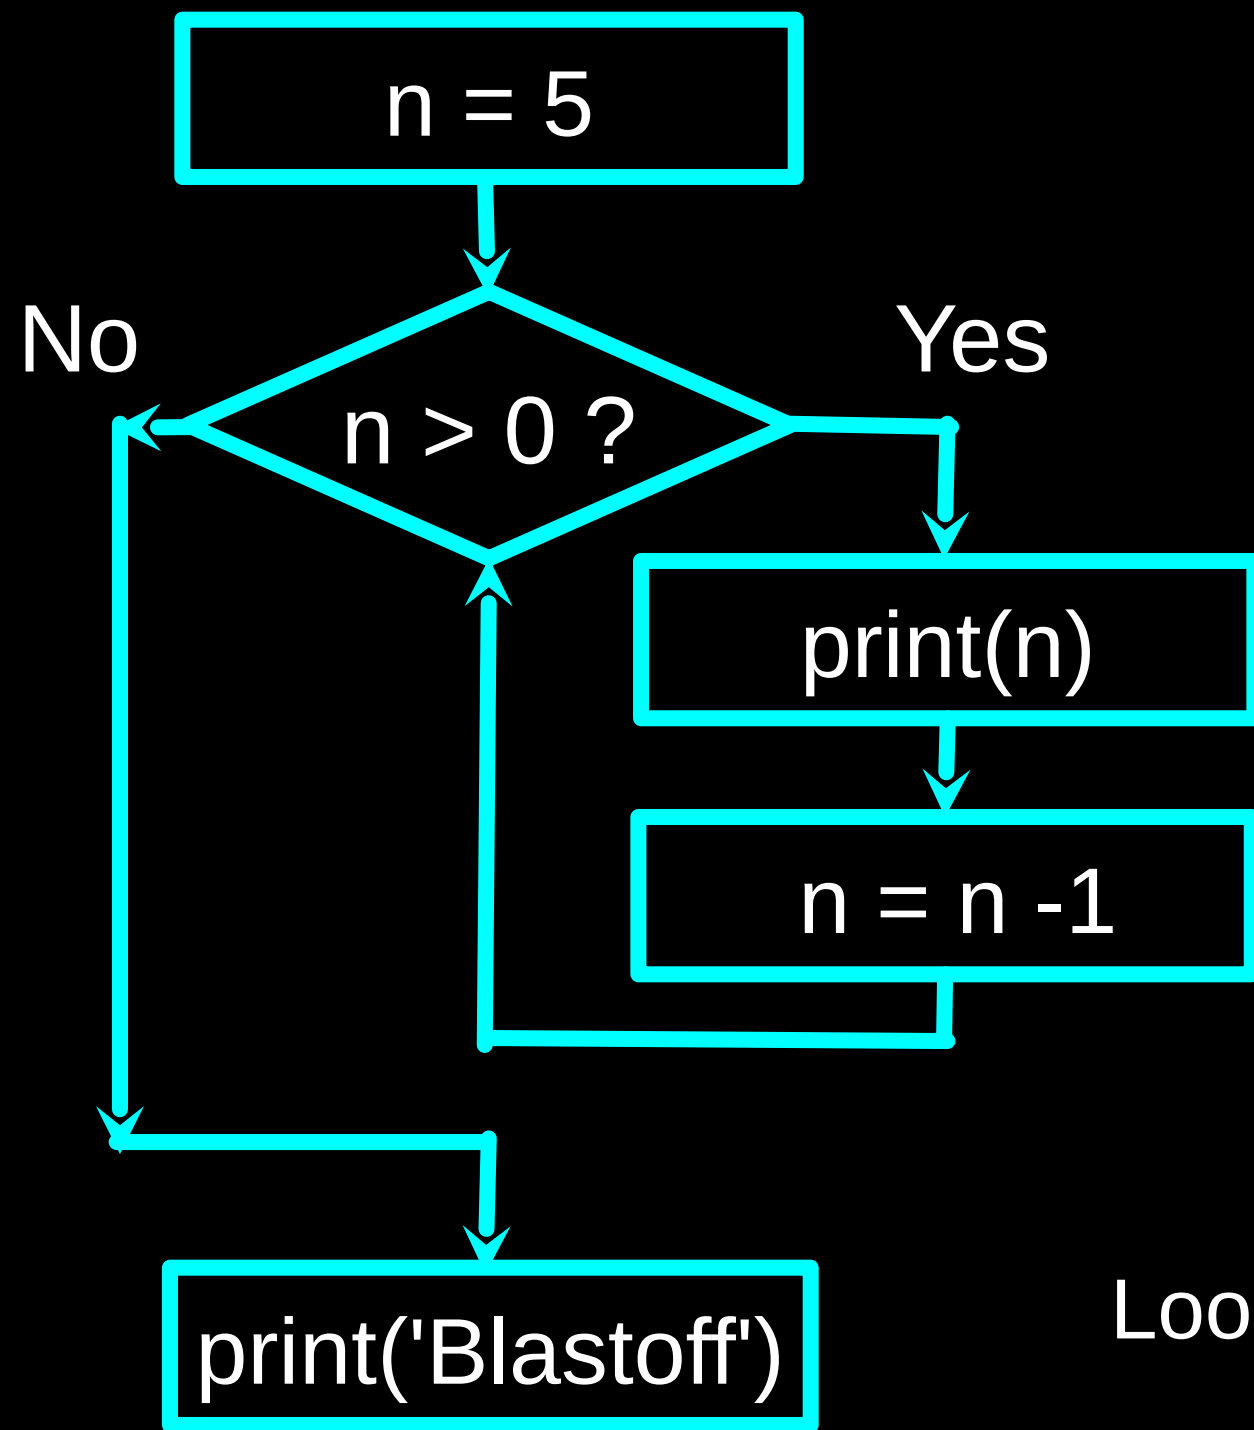 n = 5
No
Yes
n > 0 ?
print(n)
n = n -1
Loo
print('Blastoff')